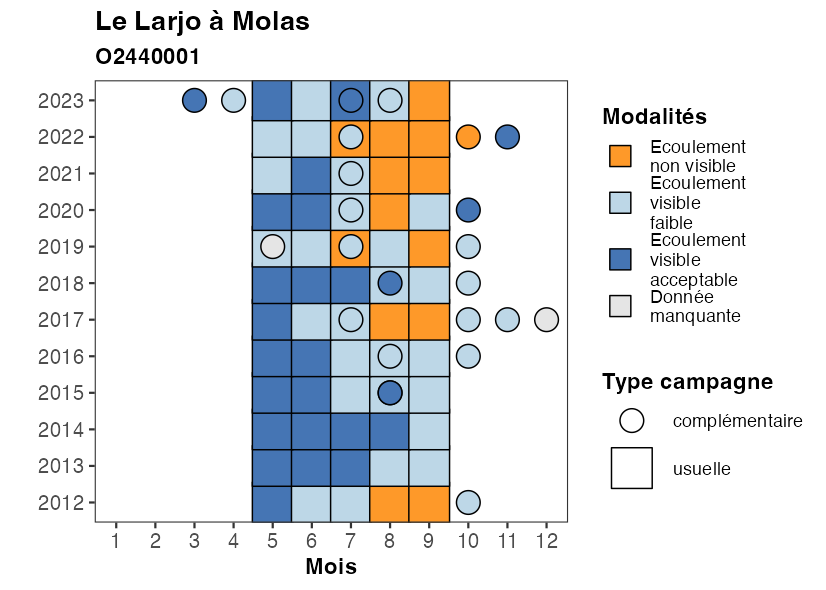 Le Larjo à Molas
O2440001
2023
2022
2021
2020
2019
2018
2017
2016
2015
2014
2013
2012
1 2 3 4 5 6 7 8 9 10 11 12
Mois
Modalités
Ecoulement
non visible
Ecoulement
visible
faible
Ecoulement
visible
acceptable
Donnée
manquante
Type campagne
complémentaire
usuelle